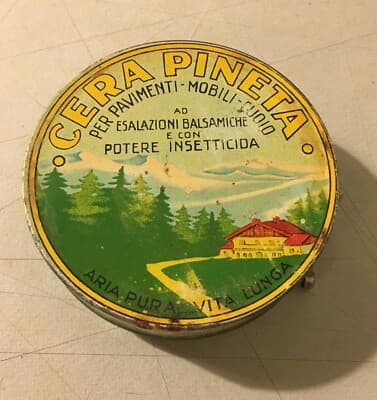 CERA PINETA
PER PAVIMENTI-MOBILI-CUOIO
AD
ESALAZIONI BALSAMICHE
E CON
POTERE INSETTICIDA
ARIA PURA VITA LUNGA